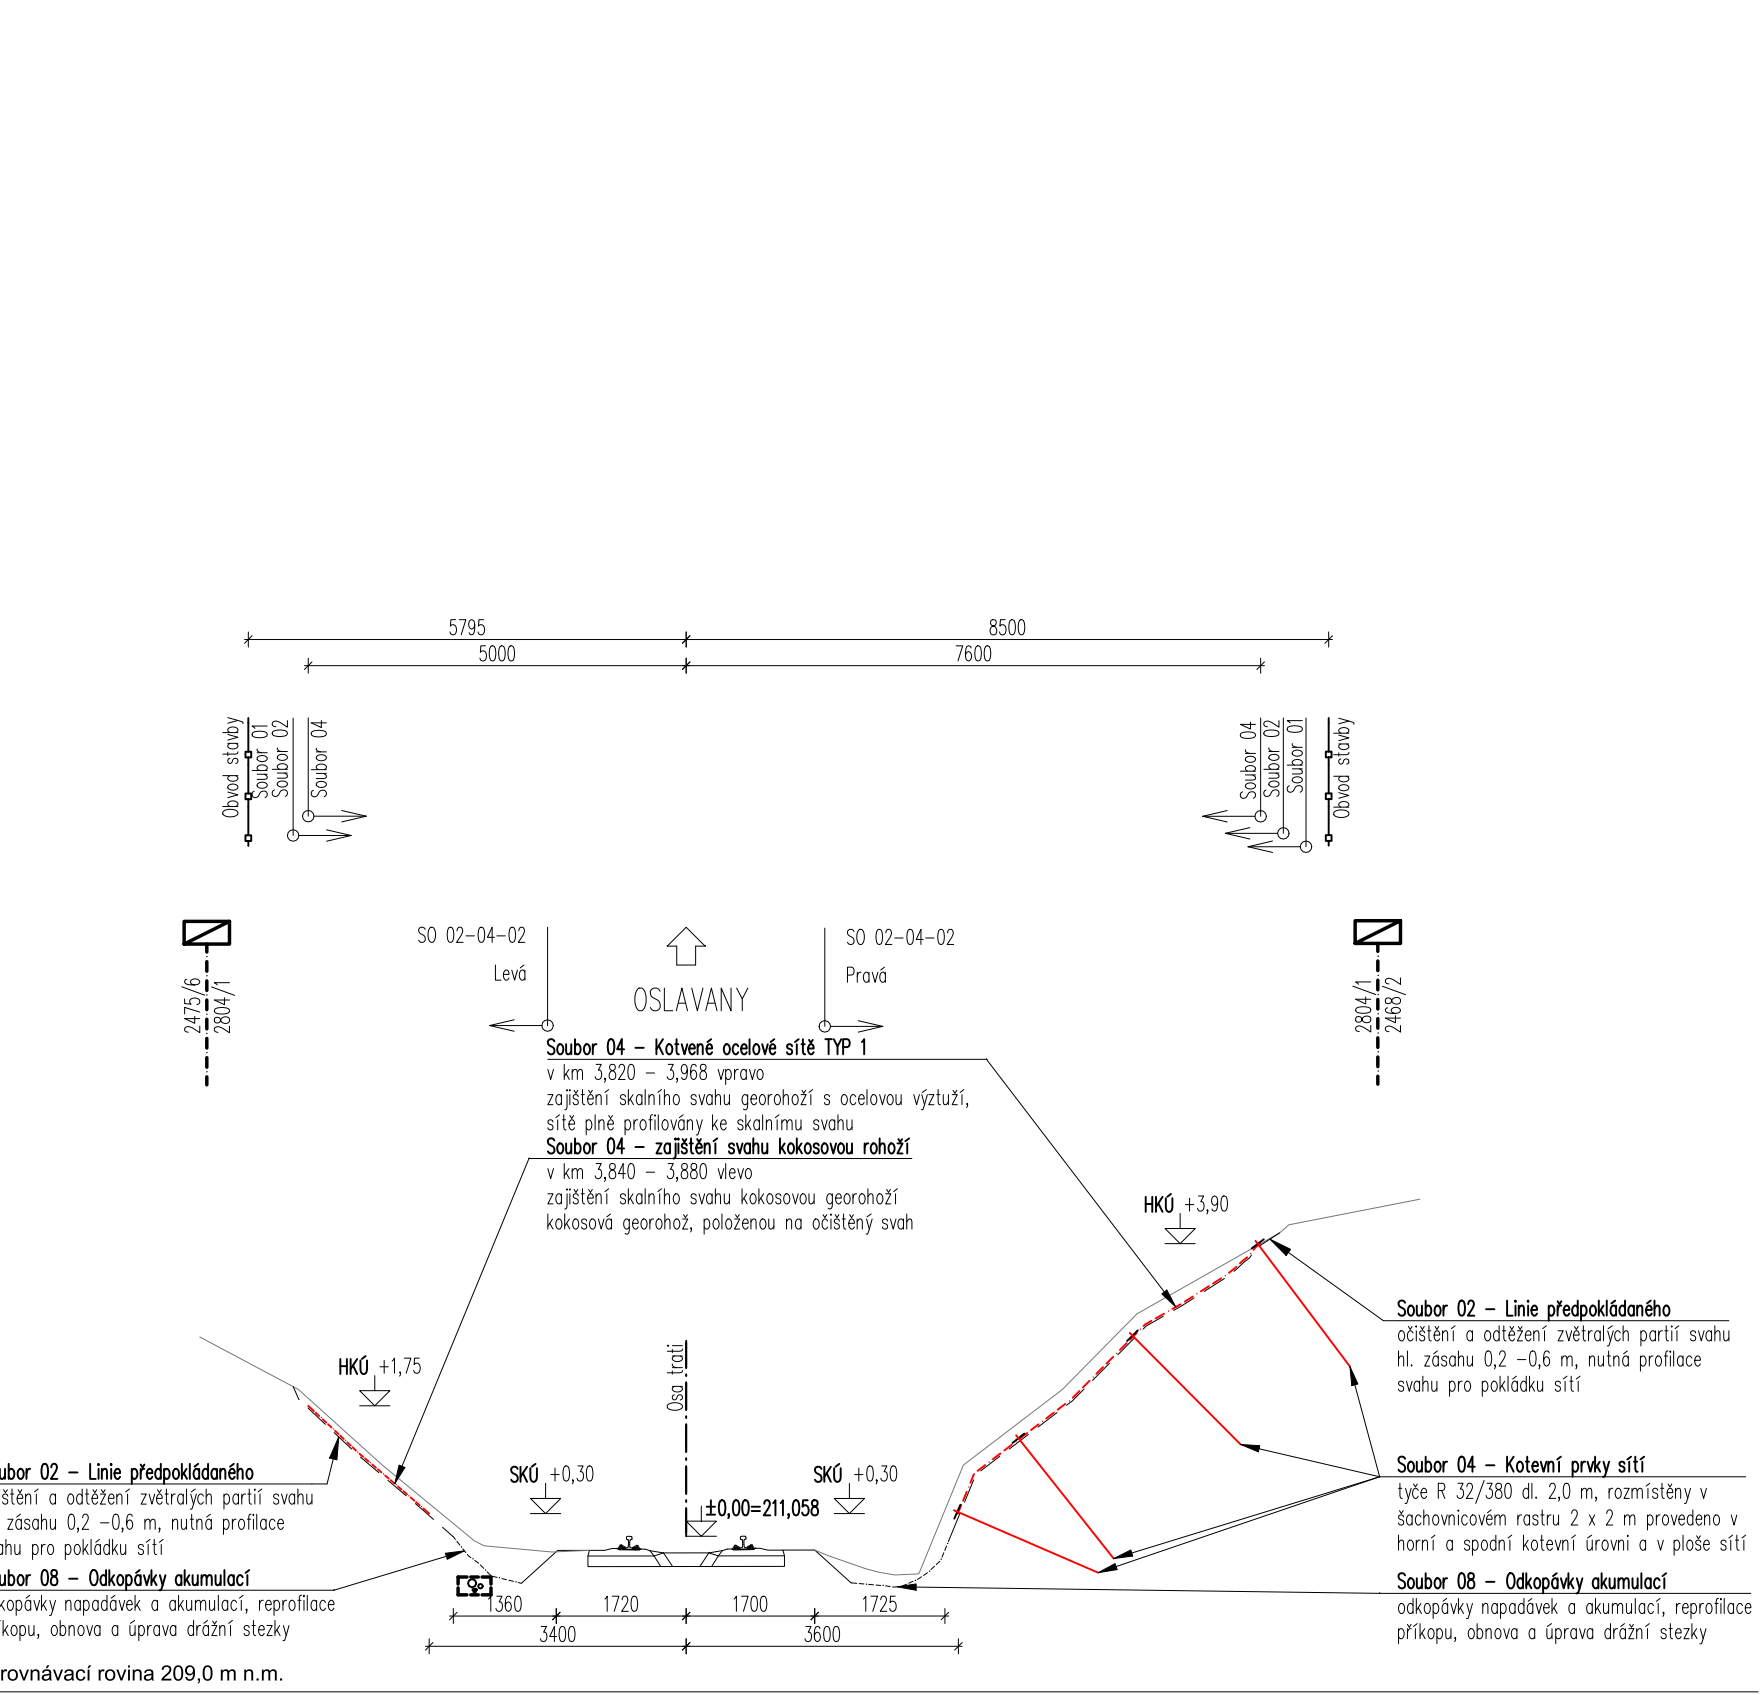 5795
8500
5000
7600
Obvod stavby
Soubor 01
Soubor 02
Soubor 04
Soubor 04
Soubor 02
Soubor 01
Obvod stavby
2475/6
2804/1
SO 02-04-02
Levá
OSLAVANY
SO 02-04-02
Pravá
2804/1
2468/2
Soubor 04 – Kotvené ocelové sítě TYP 1
v km 3,820 – 3,968 vpravo
zajištění skalního svahu georohoží s ocelovou výztuží,
sítě plně profilovány ke skalnímu svahu
Soubor 04 – zajištění svahu kokosovou rohoží
v km 3,840 – 3,880 vlevo
zajištění skalního svahu kokosovou georohoží
kokosová georohož, položenou na očištěný svah
HKÚ +3,90
HKÚ +1,75
Osa trati
SKÚ +0,30
SKÚ +0,30
±0,00=211,058
Soubor 02 – Linie předpokládaného
očištění a odtěžení zvětralých partií svahu
hl. zásahu 0,2 –0,6 m, nutná profilace
svahu pro pokládku sítí
Soubor 04 – Kotevní prvky sítí
tyče R 32/380 dl. 2,0 m, rozmístěny v
šachovnicovém rastru 2 x 2 m provedeno v
horní a spodní kotevní úrovni a v ploše sítí
Soubor 08 – Odkopávky akumulací
odkopávky napadávek a akumulací, reprofilace
příkopu, obnova a úprava drážní stezky
ubor 02 – Linie předpokládaného
ištění a odtěžení zvětralých partií svahu
zásahu 0,2 –0,6 m, nutná profilace
ahu pro pokládku sítí
ubor 08 – Odkopávky akumulací
kopávky napadávek a akumulací, reprofilace
íkopu, obnova a úprava drážní stezky
1360
1720
1700
1725
3400
3600
rovnávací rovina 209,0 m n.m.